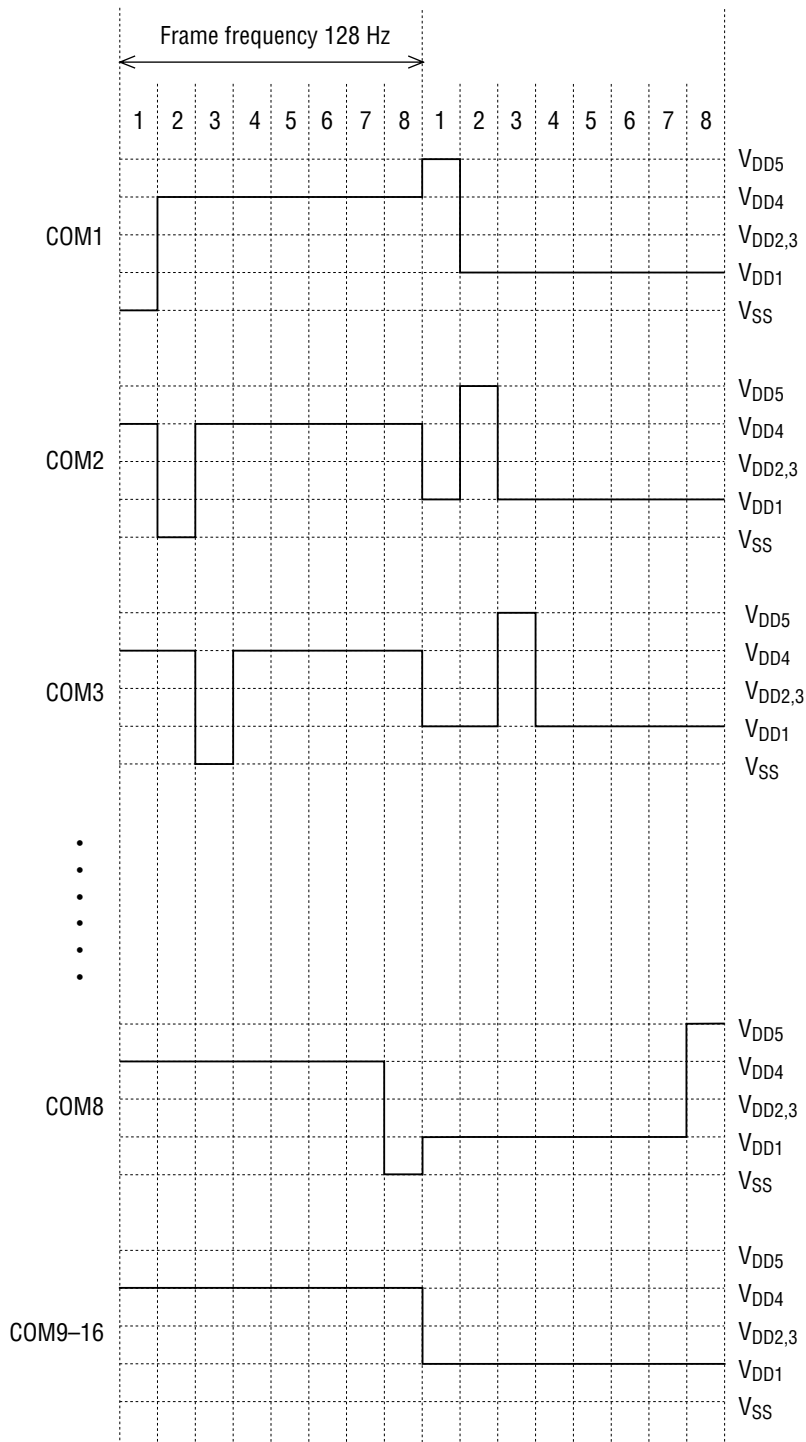 Frame frequency 128 Hz
1 2 3 4 5 6 7 8 1 2 3 4 5 6 7 8
COM1
VDD5
VDD4
VDD2,3
VDD1
VSS
COM2
VDD5
VDD4
VDD2,3
VDD1
VSS
COM3
VDD5
VDD4
VDD2,3
VDD1
VSS
COM8
VDD5
VDD4
VDD2,3
VDD1
VSS
COM9–16
VDD5
VDD4
VDD2,3
VDD1
VSS